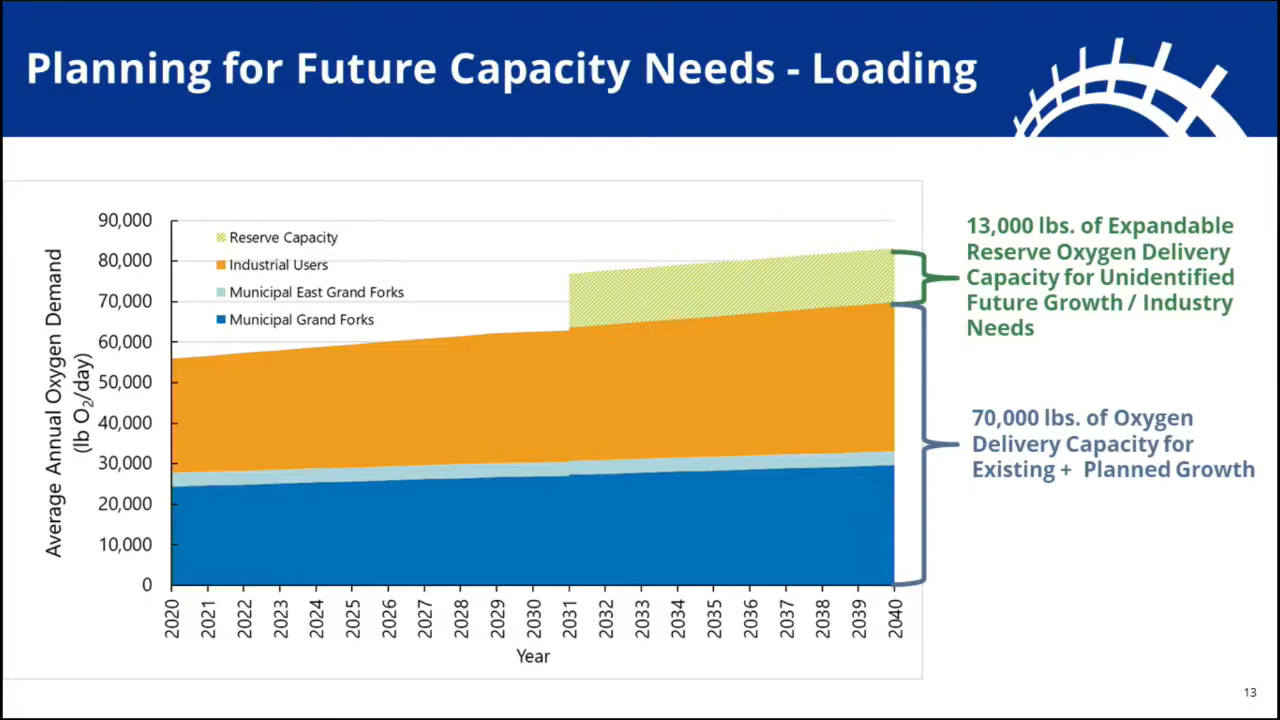 Planning for Future Capacity Needs - Loading
Average Annual Oxygen Demand
(lb O₂/day)
90,000
80,000
70,000
60,000
50,000
40,000
30,000
20,000
10,000
0
Reserve Capacity
Industrial Users
Municipal East Grand Forks
Municipal Grand Forks
2020 2021 2022 2023 2024 2025 2026 2027 2028 2029 2030 2031 2032 2033 2034 2035 2036 2037 2038 2039 2040
Year
13,000 lbs. of Expandable
Reserve Oxygen Delivery
Capacity for Unidentified
Future Growth / Industry
Needs
70,000 lbs. of Oxygen
Delivery Capacity for
Existing + Planned Growth
13